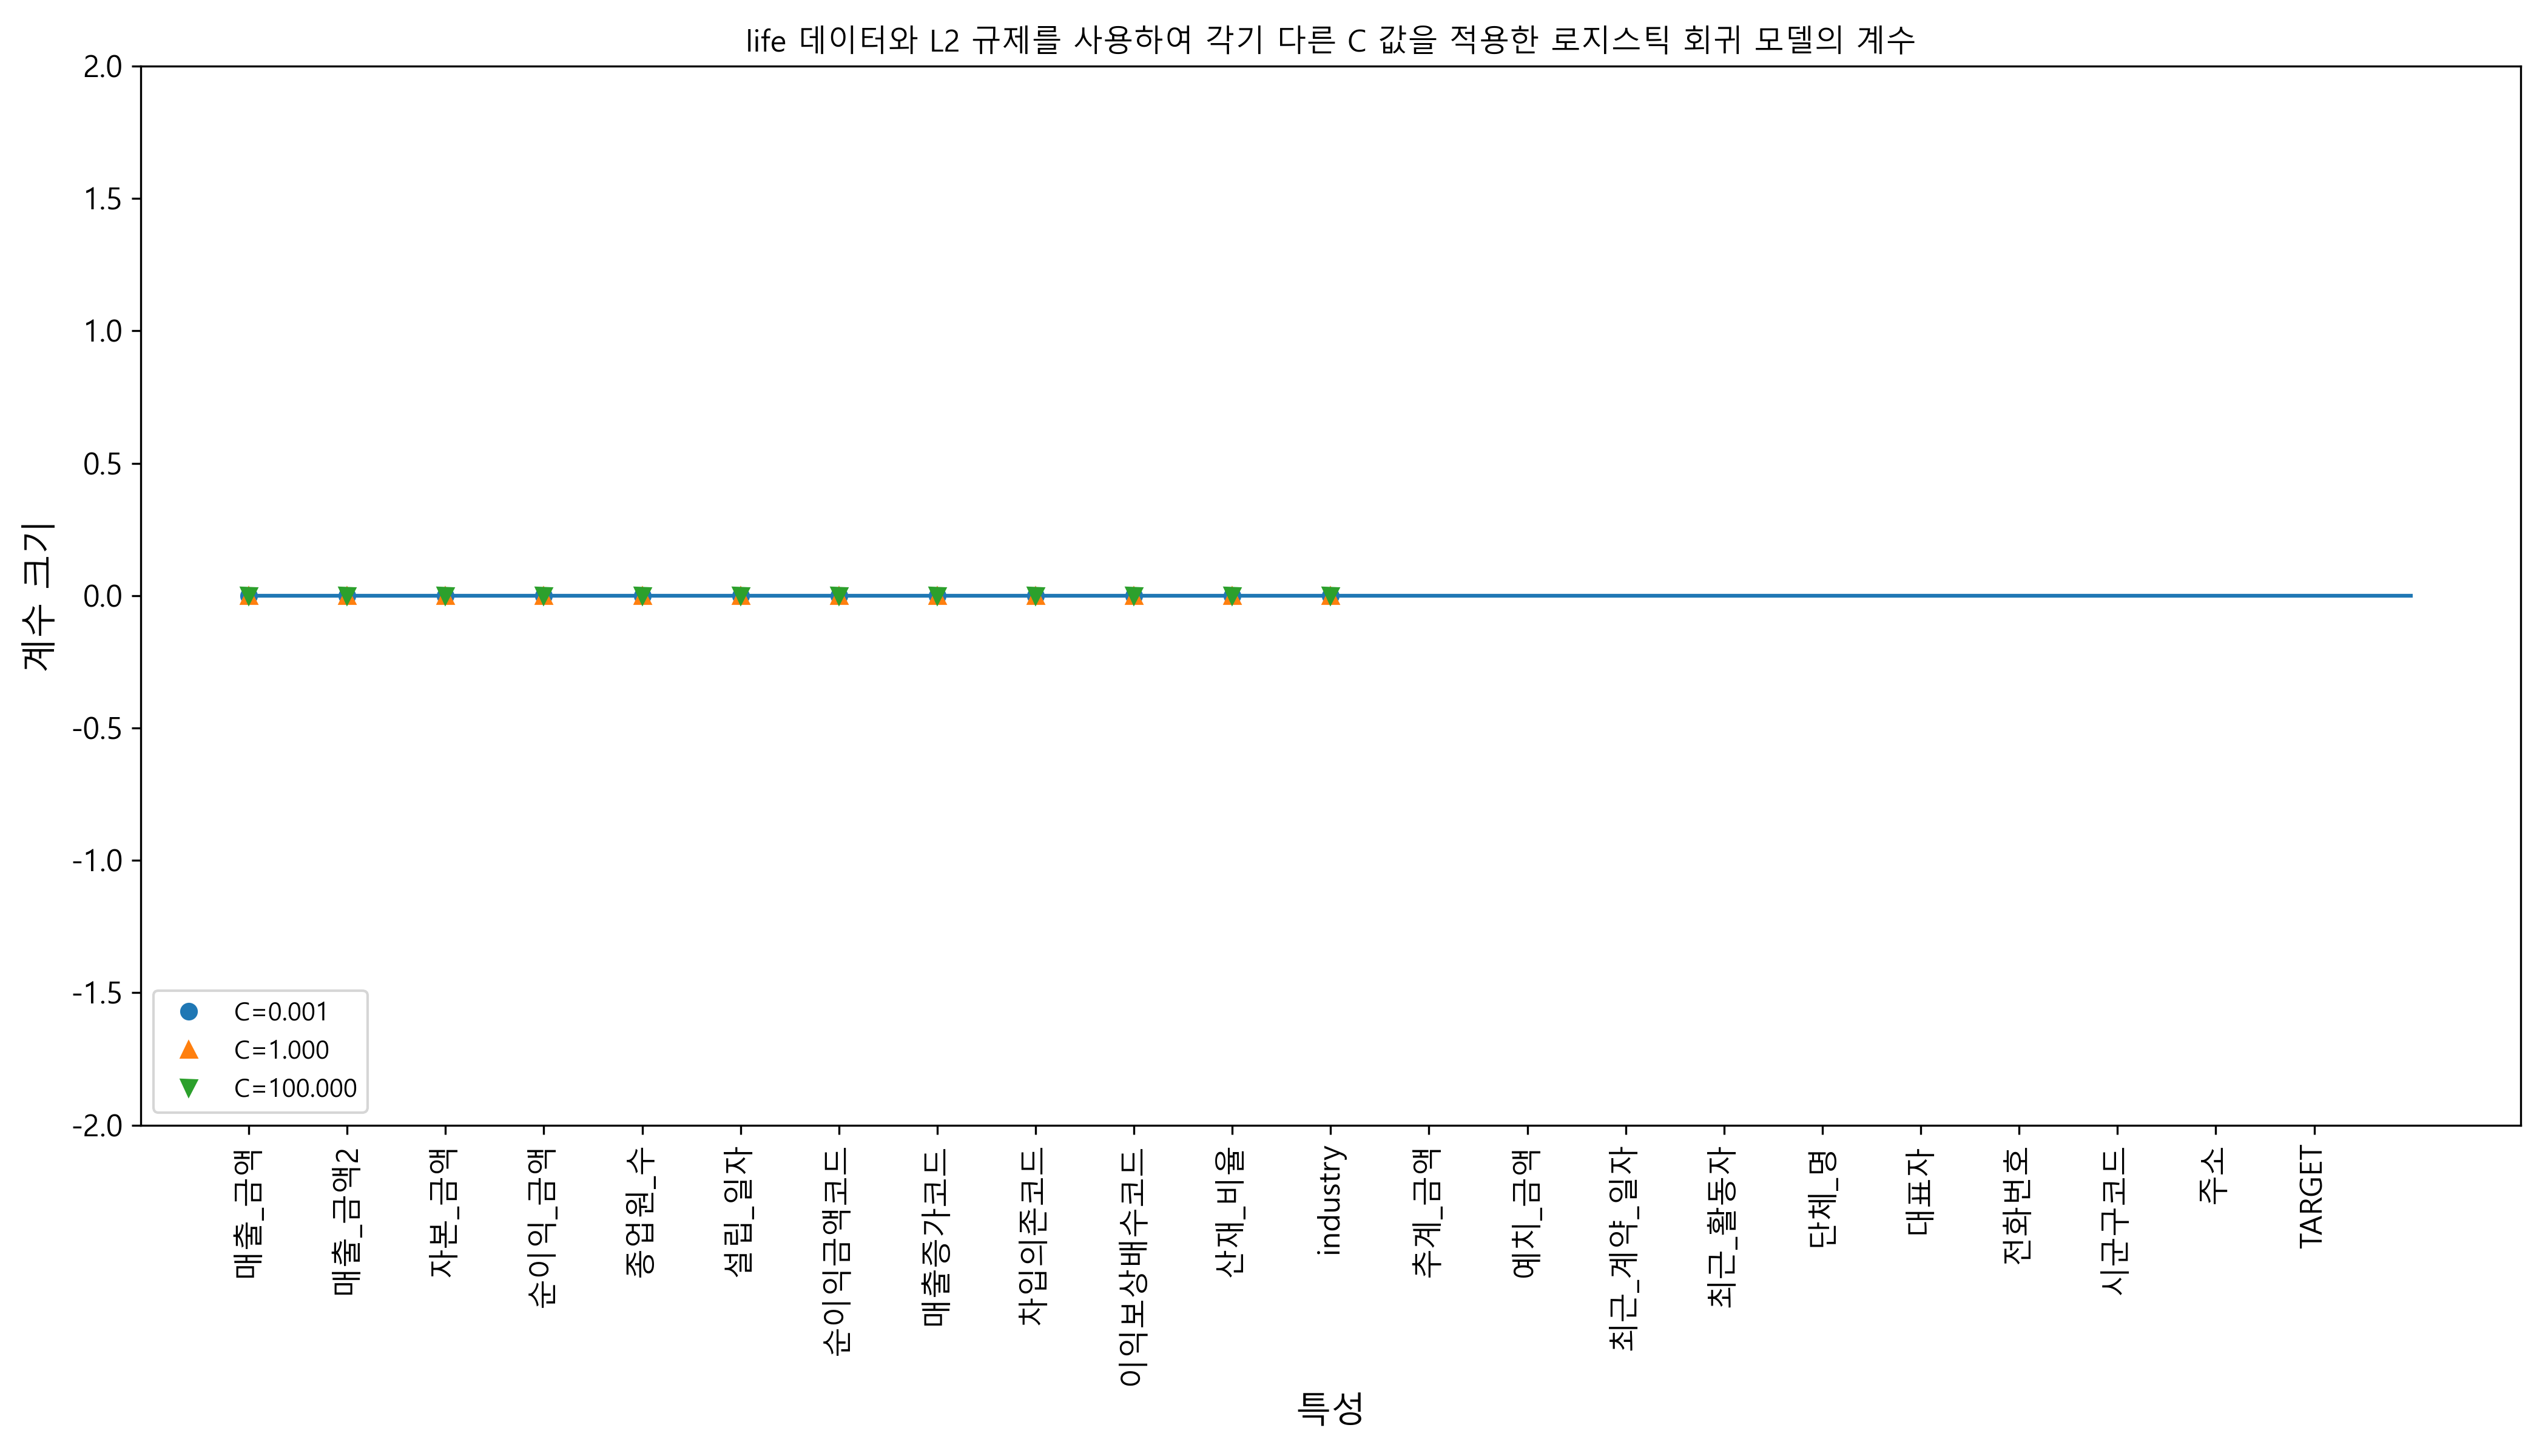 life 데이터와 L2 규제를 사용하여 각기 다른 C 값을 적용한 로지스틱 회귀 모델의 계수
계수 크기
2.0
1.5
1.0
0.5
0.0
-0.5
-1.0
-1.5
-2.0
C=0.001
C=1.000
C=100.000
매출_금액
매출_금액2
자본_금액
순이익_금액
종업원_수
설립_일자
순이익금액코드
매출증가코드
차입의존코드
이익보상배수코드
산재_비율
industry
추계_금액
예치_금액
최근_계약_일자
최근_활동자
단체_명
대표자
전화번호
시군구코드
주소
TARGET
특성